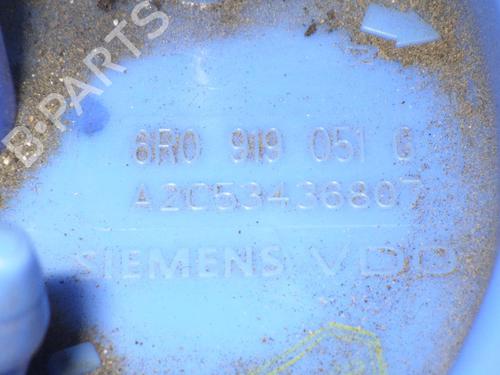 B-PARTS
6R0 919 051 G
A2C53436807
SIEMENS VDO